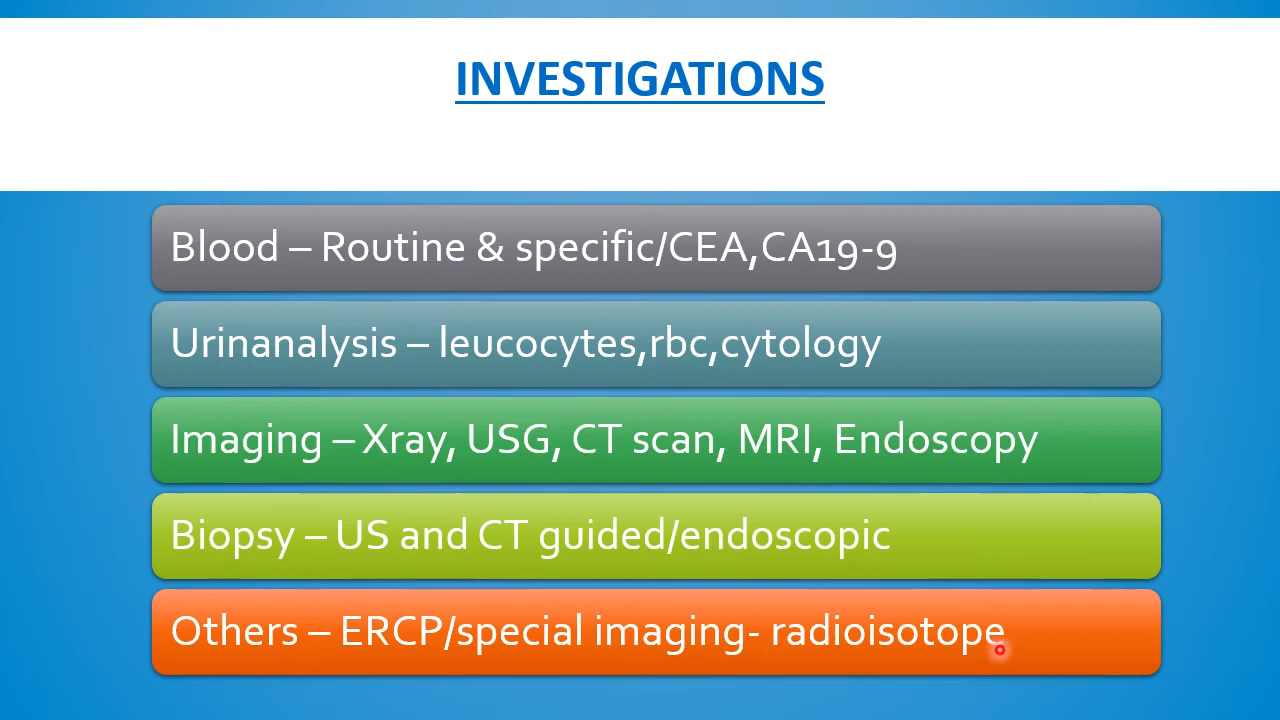 INVESTIGATIONS
Blood – Routine & specific/CEA,CA19-9
Urinanalysis – leucocytes,rbc,cytology
Imaging – Xray, USG, CT scan, MRI, Endoscopy
Biopsy – US and CT guided/endoscopic
Others – ERCP/special imaging- radioisotope